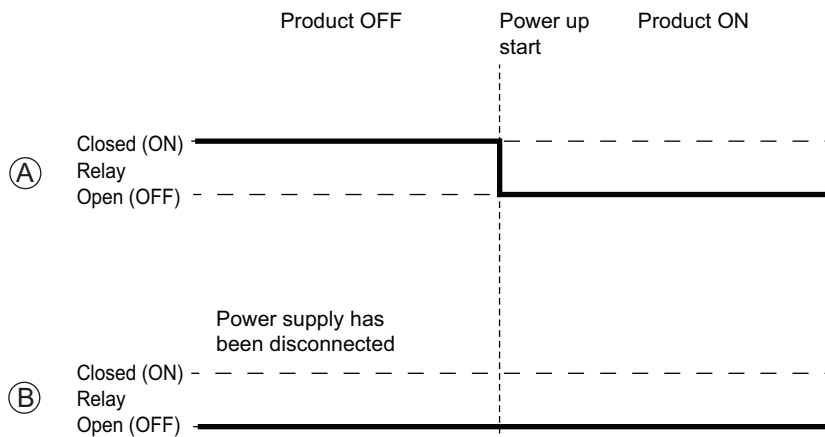 Product OFF
Power up
start
Product ON
A
Closed (ON)
Relay
Open (OFF)
Power supply has
been disconnected
B
Closed (ON)
Relay
Open (OFF)